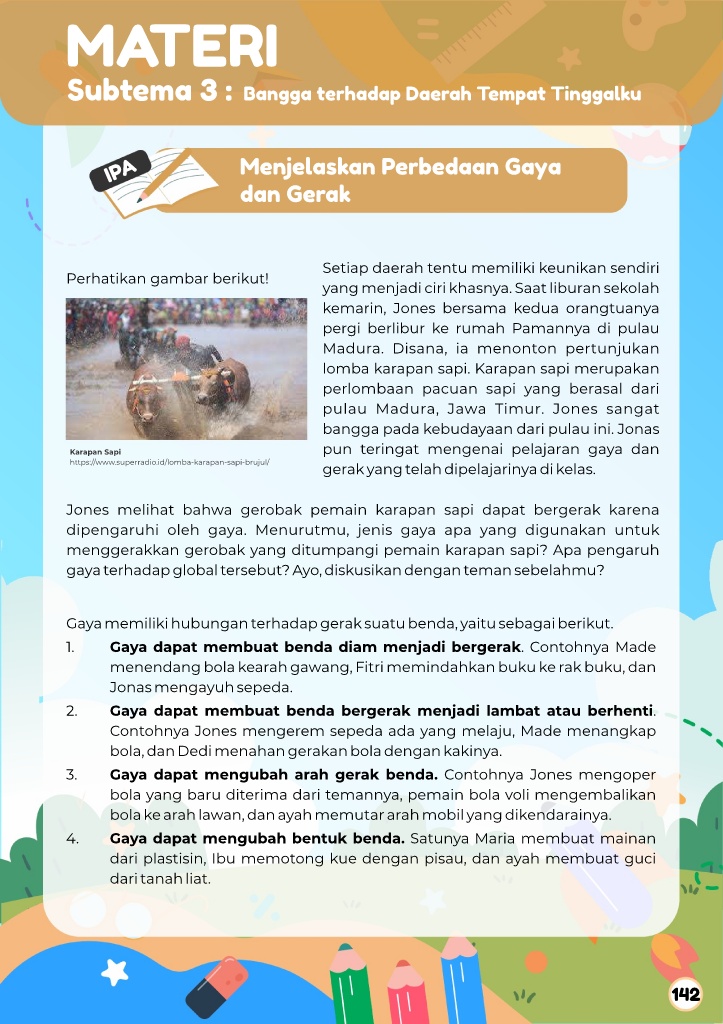 MATERI
Subtema 3 : Bangga terhadap Daerah Tempat Tinggalku
IPA
Menjelaskan Perbedaan Gaya
dan Gerak
Perhatikan gambar berikut!
Karapan Sapi
https://www.superradio.id/lomba-karapan-sapi-brujul/
Setiap daerah tentu memiliki keunikan sendiri
yang menjadi ciri khasnya. Saat liburan sekolah
kemarin, Jones bersama kedua orangtuanya
pergi berlibur ke rumah Pamannya di pulau
Madura. Disana, ia menonton pertunjukan
lomba karapan sapi. Karapan sapi merupakan
perlombaan pacuan sapi yang berasal dari
pulau Madura, Jawa Timur. Jones sangat
bangga pada kebudayaan dari pulau ini. Jonas
pun teringat mengenai pelajaran gaya dan
gerak yang telah dipelajarinya di kelas.
Jones melihat bahwa gerobak pemain karapan sapi dapat bergerak karena
dipengaruhi oleh gaya. Menurutmu, jenis gaya apa yang digunakan untuk
menggerakkan gerobak yang ditumpangi pemain karapan sapi? Apa pengaruh
gaya terhadap global tersebut? Ayo, diskusikan dengan teman sebelahmu?
Gaya memiliki hubungan terhadap gerak suatu benda, yaitu sebagai berikut.
1. Gaya dapat membuat benda diam menjadi bergerak. Contohnya Made
menendang bola kearah gawang, Fitri memindahkan buku ke rak buku, dan
Jonas mengayuh sepeda.
2. Gaya dapat membuat benda bergerak menjadi lambat atau berhenti.
Contohnya Jones mengerem sepeda ada yang melaju, Made menangkap
bola, dan Dedi menahan gerakan bola dengan kakinya.
3. Gaya dapat mengubah arah gerak benda. Contohnya Jones mengoper
bola yang baru diterima dari temannya, pemain bola voli mengembalikan
bola ke arah lawan, dan ayah memutar arah mobil yang dikendarainya.
4. Gaya dapat mengubah bentuk benda. Satunya Maria membuat mainan
dari plastisin, Ibu memotong kue dengan pisau, dan ayah membuat guci
dari tanah liat.
142